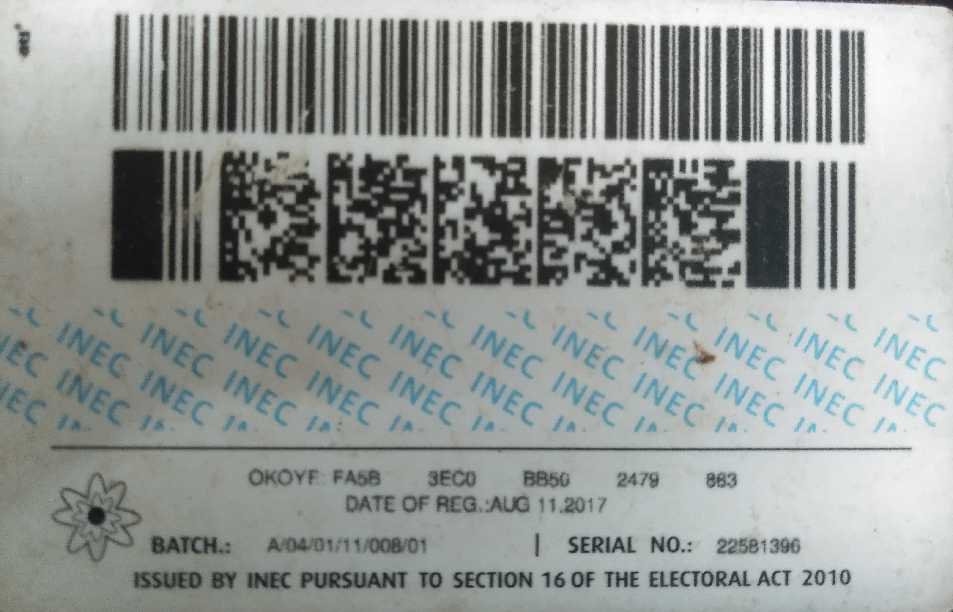 INEC INEC INEC INEC INEC INEC INEC INEC INEC INEC INEC INEC
INEC INEC INEC INEC INEC INEC INEC INEC INEC INEC INEC INEC
OKOYE FA5B 3EC0 BB50 2479 863
DATE OF REG.:AUG 11.2017
BATCH.: A/04/01/11/008/01 | SERIAL NO.: 22581396
ISSUED BY INEC PURSUANT TO SECTION 16 OF THE ELECTORAL ACT 2010